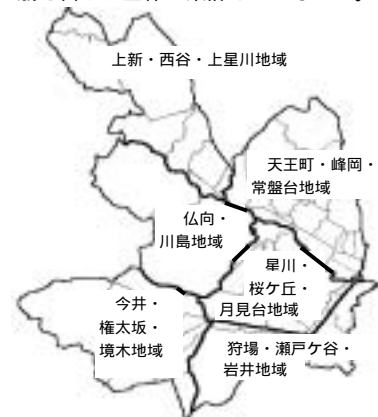 上新・西谷・上星川地域
天王町・峰岡・
常盤台地域
仏向・
川島地域
星川・
桜ケ丘・
月見台地域
今井・
権太坂・
境木地域
狩場・瀬戸ケ谷・
岩井地域